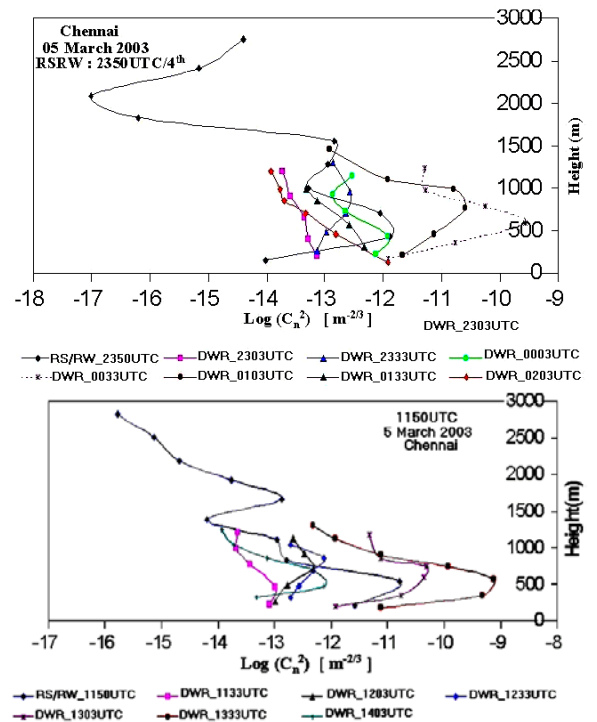 Chennai
05 March 2003
RSRW : 2350UTC/4th
3000
2500
2000
1500
1000
500
0
Height (m)
-18 -17 -16 -15 -14 -13 -12 -11 -10 -9
Log (Cn2) [ m-2/3 ]
DWR_2303UTC
RS/RW_2350UTC DWR_2303UTC DWR_2333UTC DWR_0003UTC
DWR_0033UTC DWR_0103UTC DWR_0133UTC DWR_0203UTC
1150UTC
5 March 2003
Chennai
3000
2500
2000
1500
1000
500
0
Height(m)
-17 -16 -15 -14 -13 -12 -11 -10 -9 -8
Log (Cn2) [ m-2/3 ]
RS/RW_1150UTC DWR_1133UTC DWR_1203UTC DWR_1233UTC
DWR_1303UTC DWR_1333UTC DWR_1403UTC